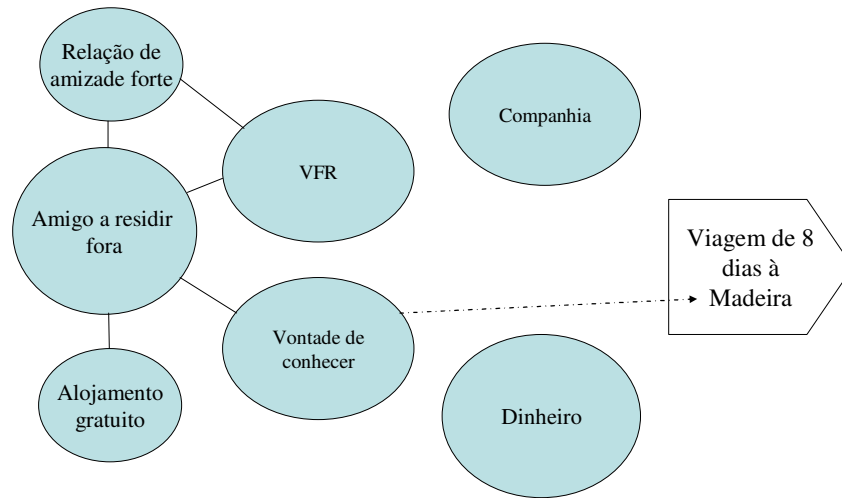 Relação de
amizade forte
Companhia
VFR
Amigo a residir
fora
Viagem de 8
dias à
Madeira
Vontade de
conhecer
Alojamento
gratuito
Dinheiro